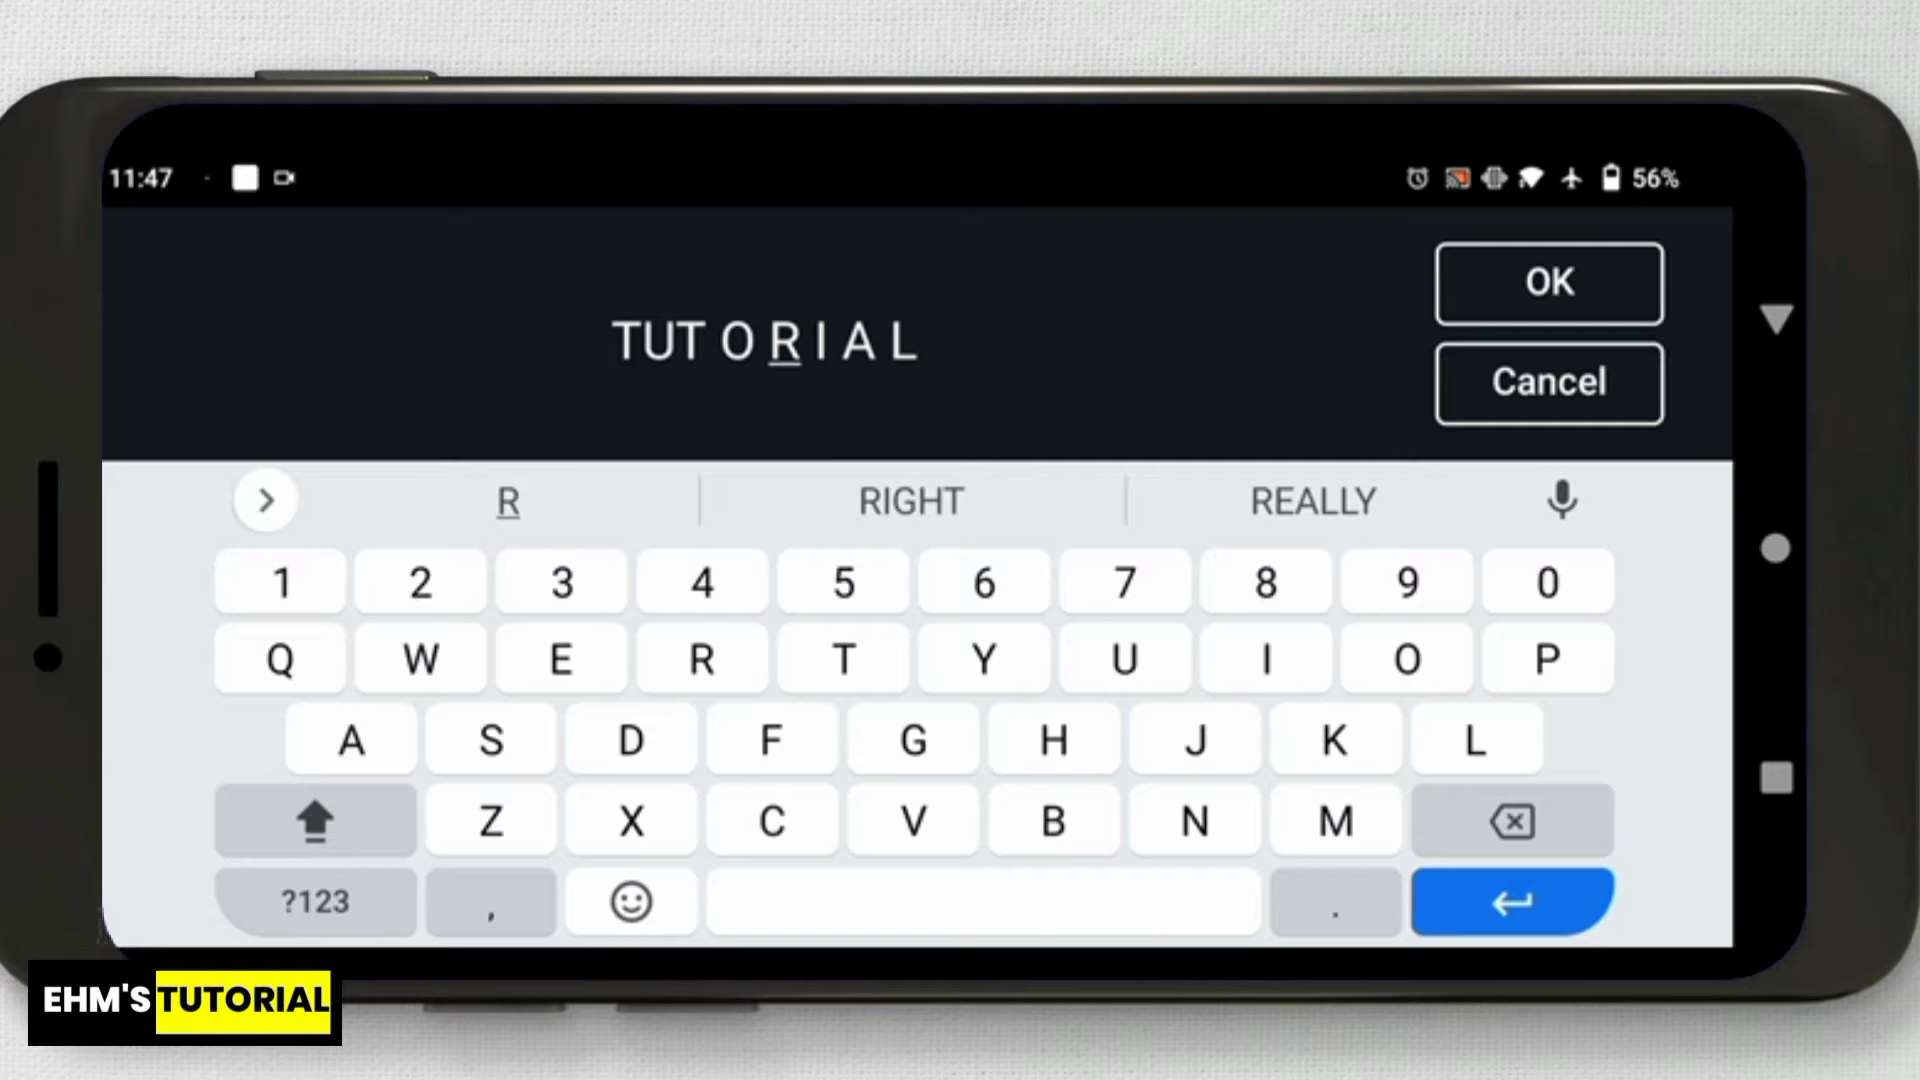 11:47 56%
TUT O R I A L
OK
Cancel
R RIGHT REALLY
1 2 3 4 5 6 7 8 9 0
Q W E R T Y U I O P
A S D F G H J K L
Z X C V B N M
?123 , .
EHM'S TUTORIAL